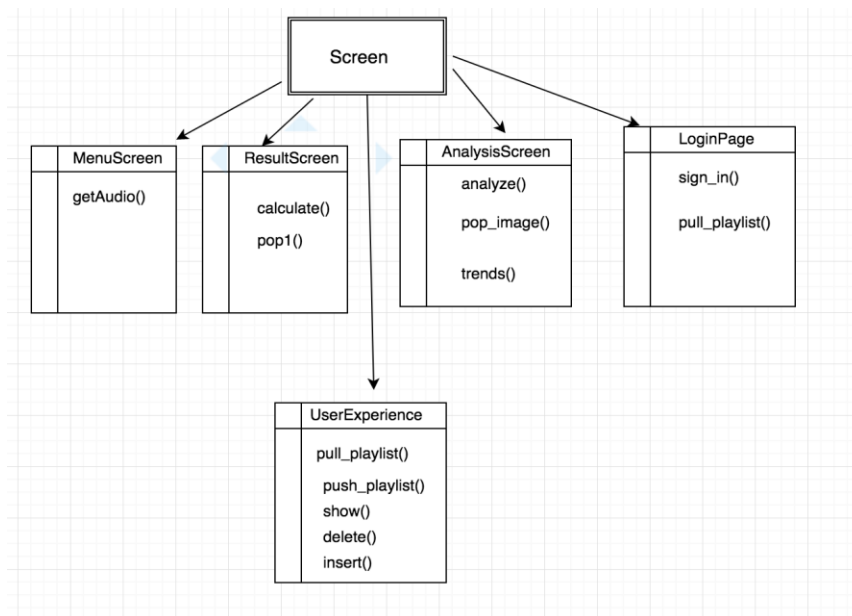 Screen
MenuScreen
getAudio()
ResultScreen
calculate()
pop1()
AnalysisScreen
analyze()
pop_image()
trends()
LoginPage
sign_in()
pull_playlist()
UserExperience
pull_playlist()
push_playlist()
show()
delete()
insert()